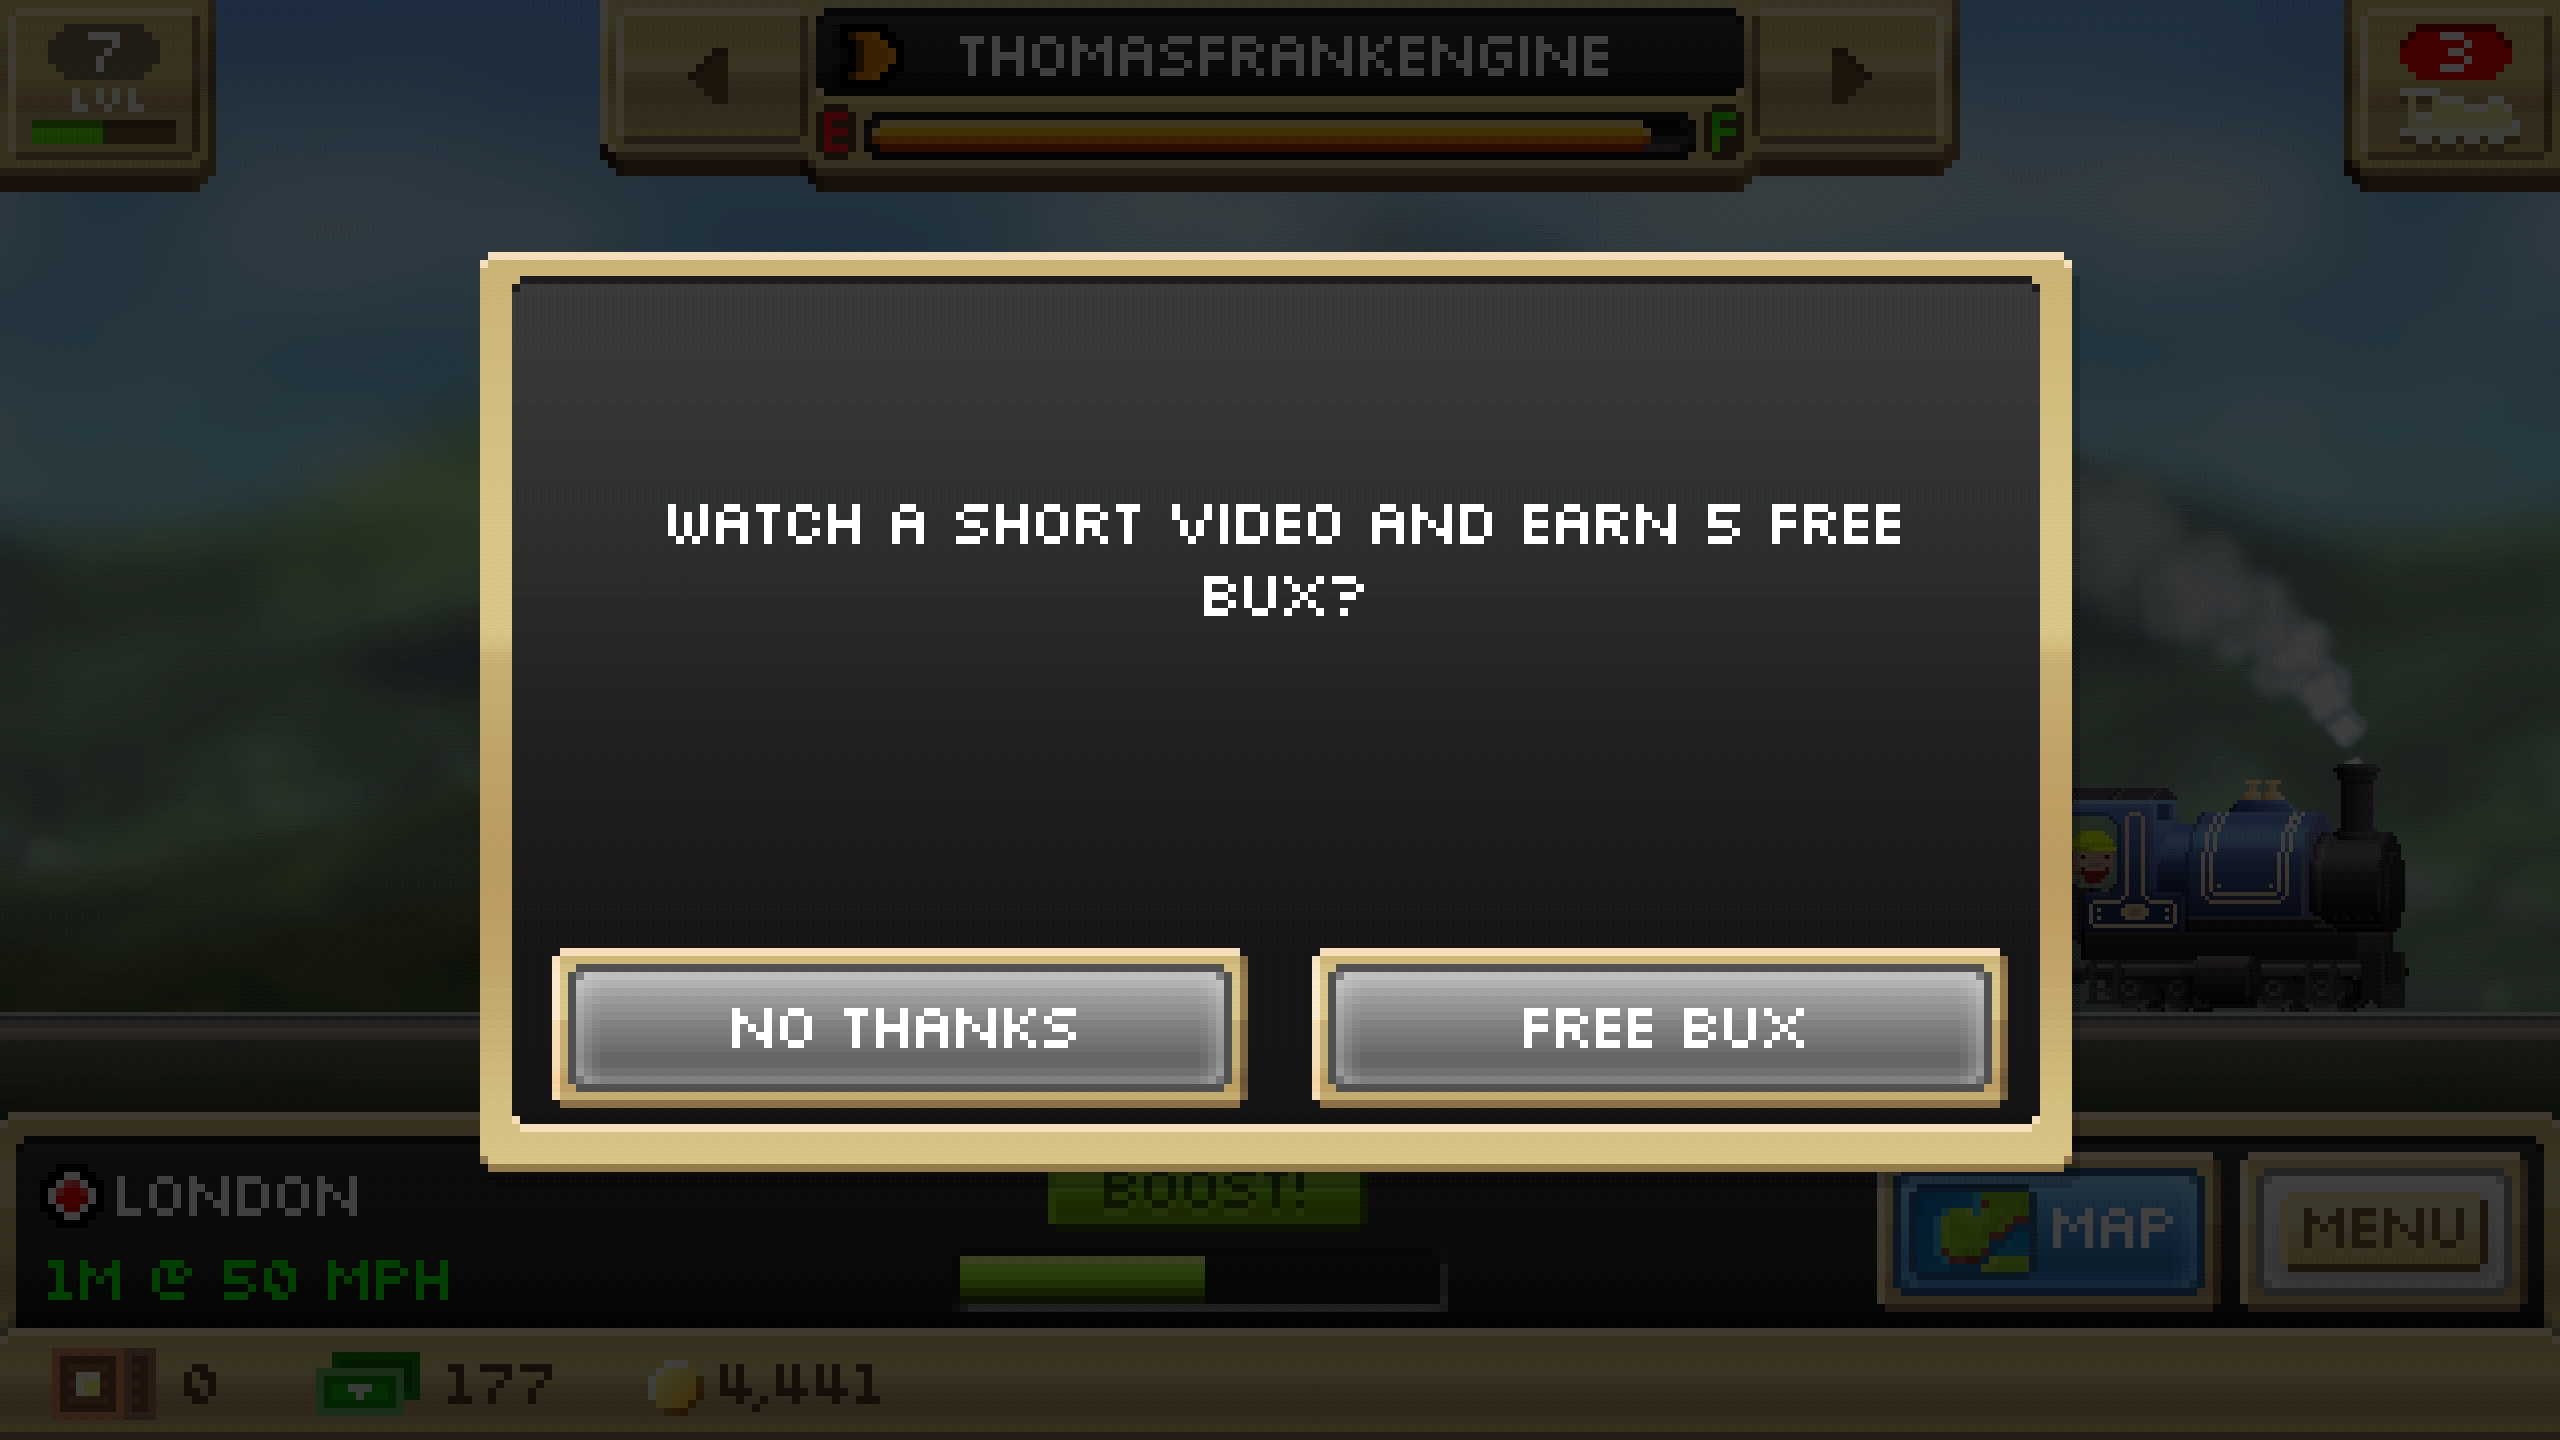 7
LVL
THOMASFRANKENGINE
E F
3
WATCH A SHORT VIDEO AND EARN 5 FREE
BUX?
NO THANKS
FREE BUX
LONDON
BOOST!
MAP
MENU
1M @ 50 MPH
0
177
4,441